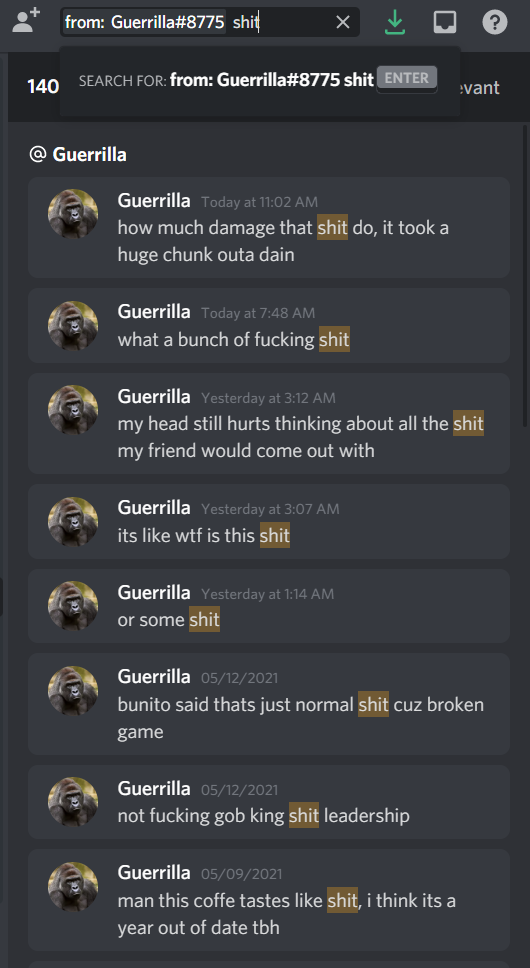 from: Guerrilla#8775 shit
SEARCH FOR: from: Guerrilla#8775 shit ENTER
140
evant
@ Guerrilla
Guerrilla Today at 11:02 AM
how much damage that shit do, it took a
huge chunk outa dain
Guerrilla Today at 7:48 AM
what a bunch of fucking shit
Guerrilla Yesterday at 3:12 AM
my head still hurts thinking about all the shit
my friend would come out with
Guerrilla Yesterday at 3:07 AM
its like wtf is this shit
Guerrilla Yesterday at 1:14 AM
or some shit
Guerrilla 05/12/2021
bunito said thats just normal shit cuz broken
game
Guerrilla 05/12/2021
not fucking gob king shit leadership
Guerrilla 05/09/2021
man this coffe tastes like shit, i think its a
year out of date tbh